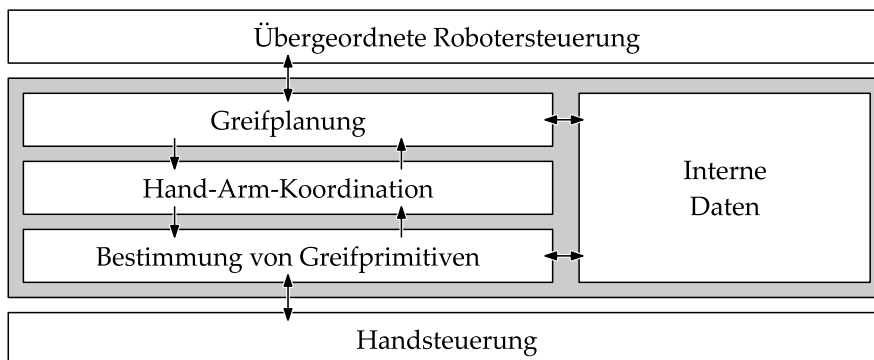 Übergeordnete Robotersteuerung
Greifplanung
Hand-Arm-Koordination
Bestimmung von Greifprimitiven
Interne
Daten
Handsteuerung